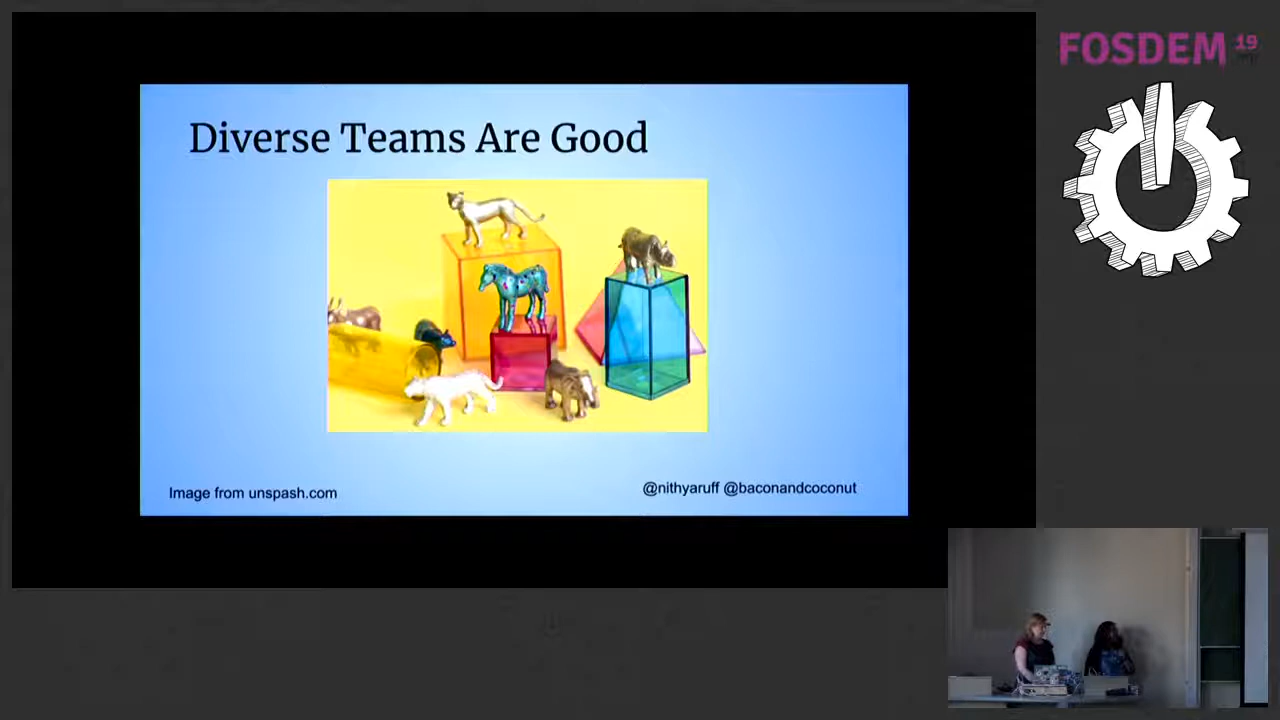 Diverse Teams Are Good
Image from unspash.com
@nithyaruff @baconandcoconut
FOSDEM 19